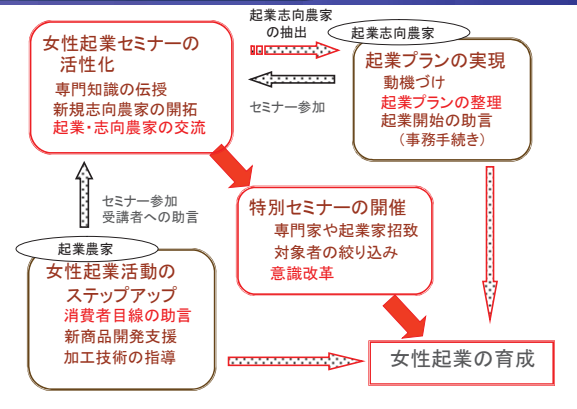 女性起業セミナーの
活性化
専門知識の伝授
新規志向農家の開拓
起業・志向農家の交流
起業志向農家
の抽出
セミナー参加
起業志向農家
起業プランの実現
動機づけ
起業プランの整理
起業開始の助言
（事務手続き）
セミナー参加
受講者への助言
特別セミナーの開催
専門家や起業家招致
対象者の絞り込み
意識改革
起業農家
女性起業活動の
ステップアップ
消費者目線の助言
新商品開発支援
加工技術の指導
女性起業の育成